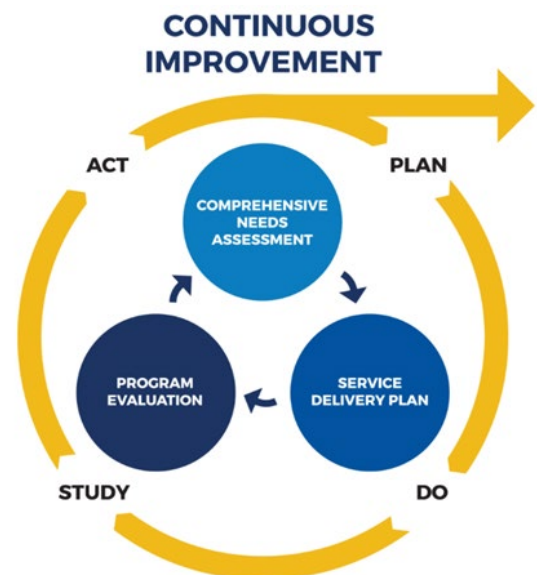 CONTINUOUS
IMPROVEMENT
ACT
PLAN
COMPREHENSIVE
NEEDS
ASSESSMENT
PROGRAM
EVALUATION
SERVICE
DELIVERY PLAN
STUDY
DO